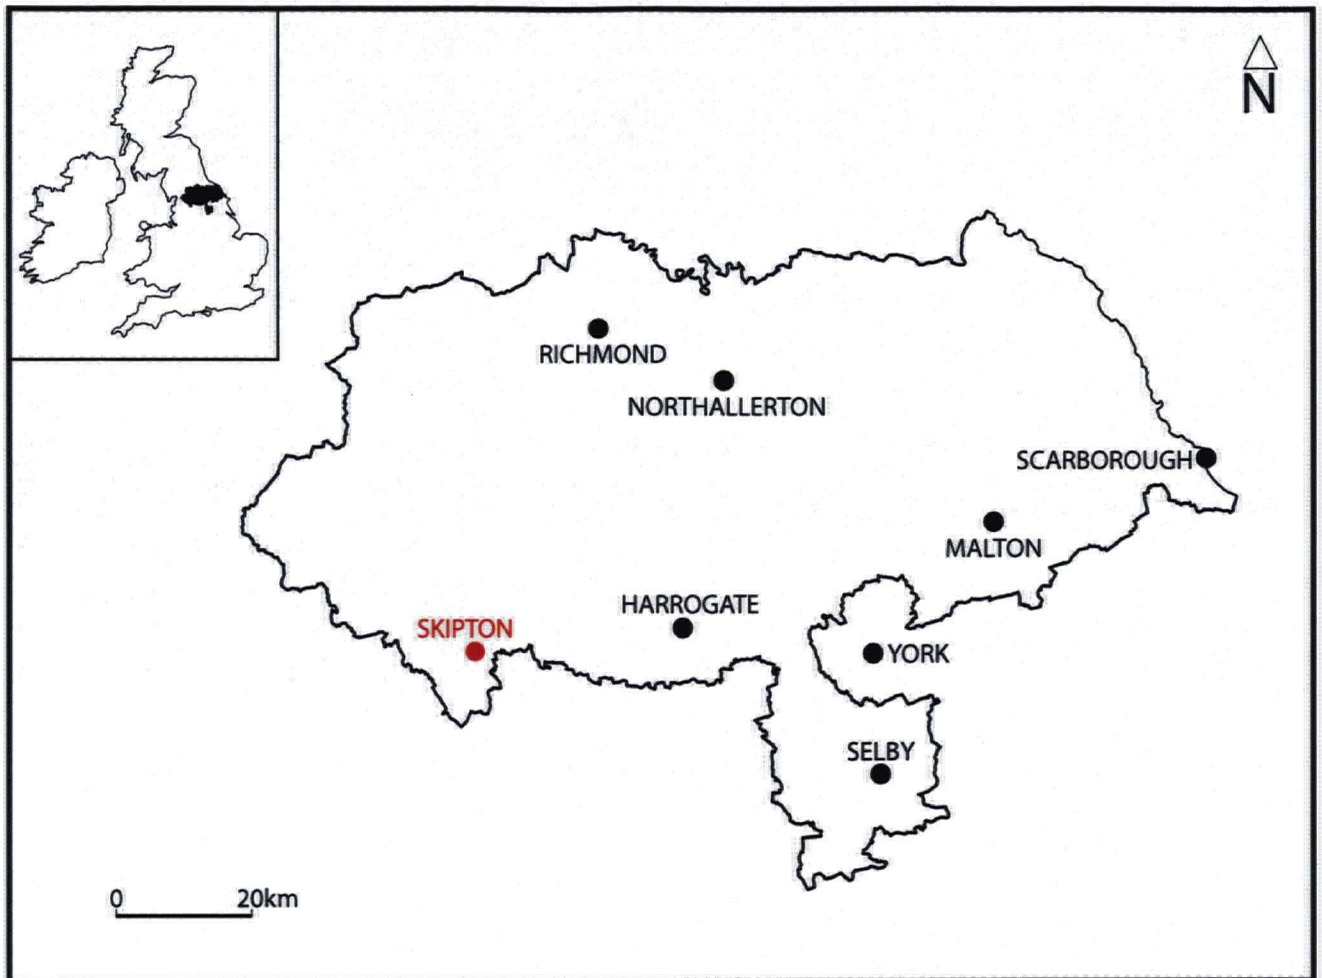 N
RICHMOND
NORTHALLERTON
SCARBOROUGH
MALTON
HARROGATE
SKIPTON
YORK
SELBY
0 20km